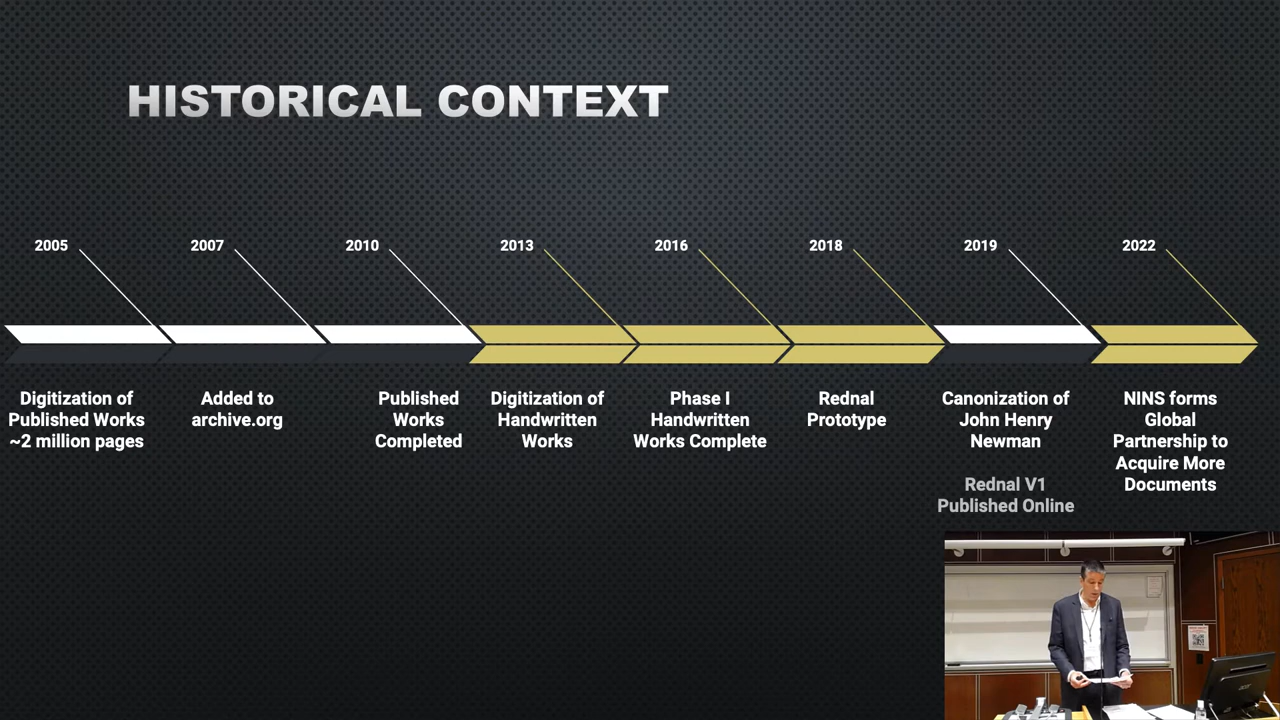 HISTORICAL CONTEXT
2005
2007
2010
2013
2016
2018
2019
2022
Digitization of
Published Works
~2 million pages
Added to
archive.org
Published
Works
Completed
Digitization of
Handwritten
Works
Phase I
Handwritten
Works Complete
Rednal
Prototype
Canonization of
John Henry
Newman
Rednal V1
Published Online
NINS forms
Global
Partnership to
Acquire More
Documents